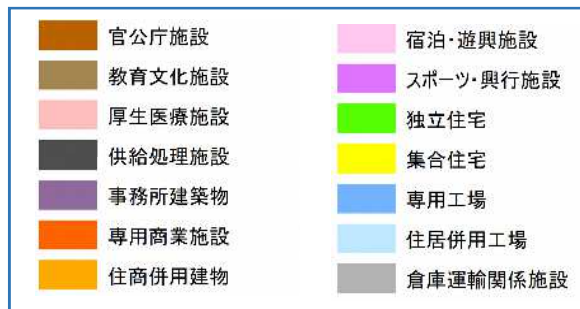 官公庁施設
教育文化施設
厚生医療施設
供給処理施設
事務所建築物
専用商業施設
住商併用建物
宿泊・遊興施設
スポーツ・興行施設
独立住宅
集合住宅
専用工場
住居併用工場
倉庫運輸関係施設